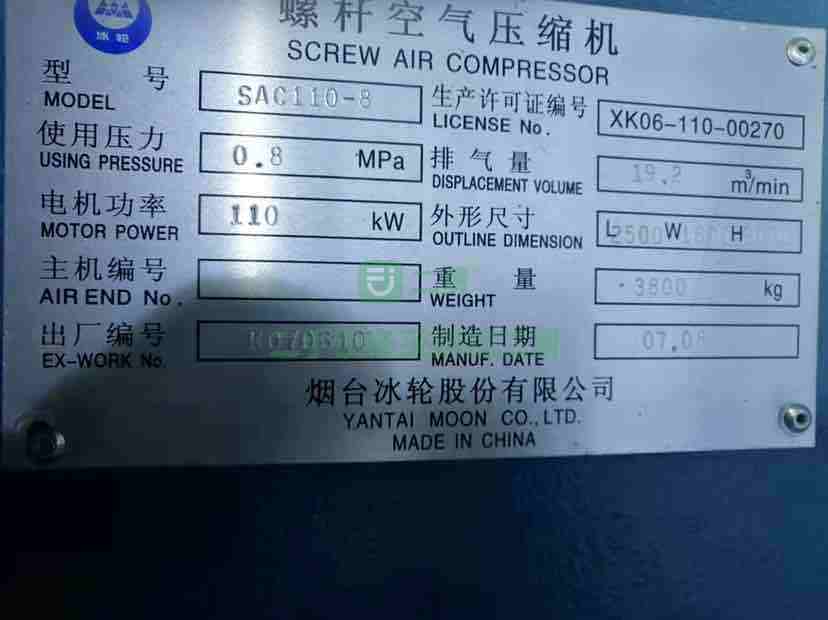 冰轮
螺杆空气压缩机
SCREW AIR COMPRESSOR
型 号 SAC110-8
MODEL
生产许可证编号 XK06-110-00270
LICENSE No.
使用压力 0.8 MPa
USING PRESSURE
排气量 19.2 m³/min
DISPLACEMENT VOLUME
电机功率 110 kW
MOTOR POWER
外形尺寸 L 2500 W H
OUTLINE DIMENSION
主机编号
AIR END No.
重 量 3800 kg
WEIGHT
出厂编号
EX-WORK No.
制造日期
MANUF. DATE
烟台冰轮股份有限公司
YANTAI MOON CO., LTD.
MADE IN CHINA